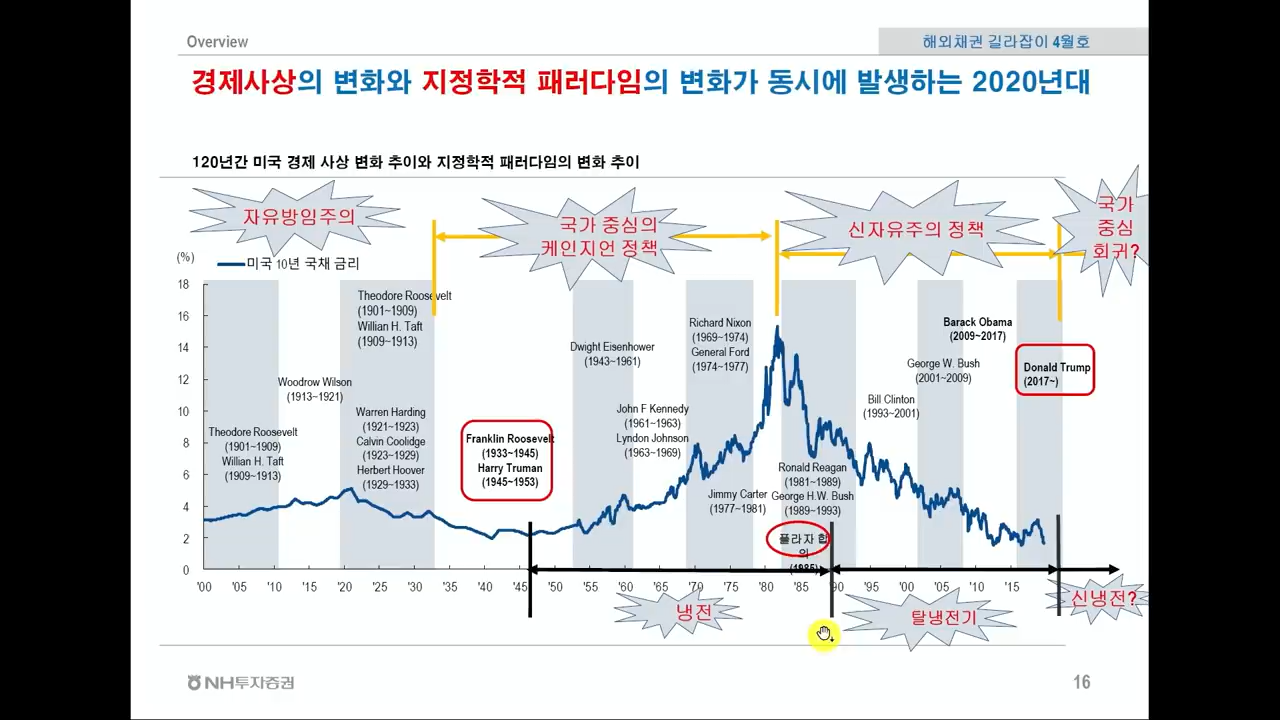 Overview
해외채권 길라잡이 4월호
경제사상의 변화와 지정학적 패러다임의 변화가 동시에 발생하는 2020년대
120년간 미국 경제 사상 변화 추이와 지정학적 패러다임의 변화 추이
자유방임주의
국가 중심의
케인지언 정책
신자유주의 정책
국가
중심
회귀?
(%)
미국 10년 국채 금리
18
16
14
12
10
8
6
4
2
0
Theodore Roosevelt
(1901~1909)
Willian H. Taft
(1909~1913)
Woodrow Wilson
(1913~1921)
Theodore Roosevelt
(1901~1909)
Willian H. Taft
(1909~1913)
Warren Harding
(1921~1923)
Calvin Coolidge
(1923~1929)
Herbert Hoover
(1929~1933)
Franklin Roosevelt
(1933~1945)
Harry Truman
(1945~1953)
Dwight Eisenhower
(1943~1961)
John F Kennedy
(1961~1963)
Lyndon Johnson
(1963~1969)
Richard Nixon
(1969~1974)
General Ford
(1974~1977)
Jimmy Carter
(1977~1981)
Ronald Reagan
(1981~1989)
George H.W. Bush
(1989~1993)
플라자 합
의
(1985)
Bill Clinton
(1993~2001)
George W. Bush
(2001~2009)
Barack Obama
(2009~2017)
Donald Trump
(2017~)
'00 '05 '10 '15 '20 '25 '30 '35 '40 '45 '50 '55 '60 '65 '70 '75 '80 '85 '90 '95 '00 '05 '10 '15
냉전
탈냉전기
신냉전?
NH투자증권
16